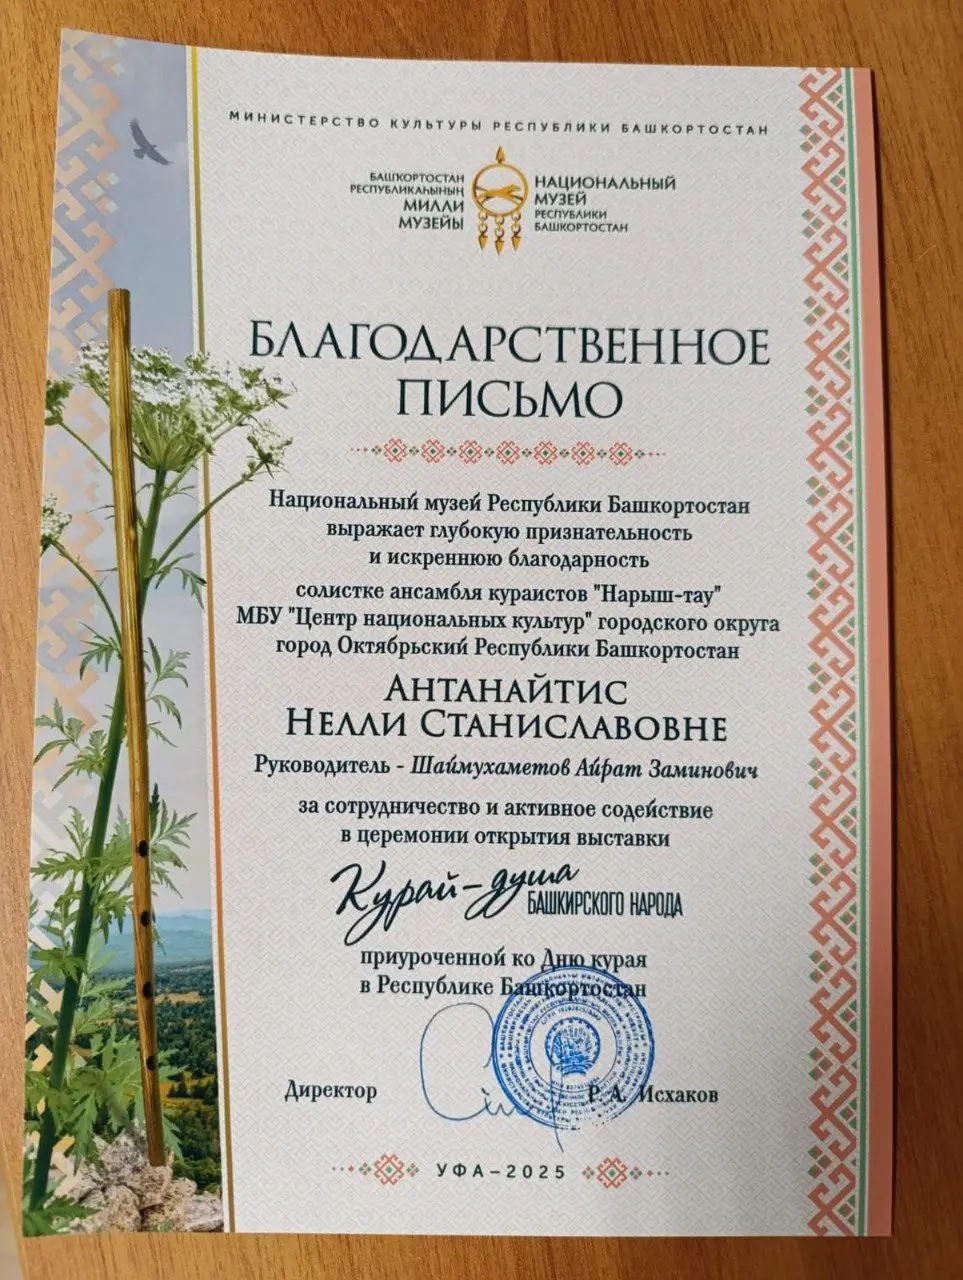 МИНИСТЕРСТВО КУЛЬТУРЫ РЕСПУБЛИКИ БАШКОРТОСТАН
БАШҠОРТОСТАН
РЕСПУБЛИКАҺЫНЫҢ
МИЛЛИ
МУЗЕЙЫ
НАЦИОНАЛЬНЫЙ
МУЗЕЙ
РЕСПУБЛИКИ
БАШКОРТОСТАН
БЛАГОДАРСТВЕННОЕ
ПИСЬМО
Национальный музей Республики Башкортостан
выражает глубокую признательность
и искреннюю благодарность
солистке ансамбля кураистов "Нарыш-тау"
МБУ "Центр национальных культур" городского округа
город Октябрьский Республики Башкортостан
АНТАНАЙТИС
НЕЛЛИ СТАНИСЛАВОВНЕ
Руководитель - Шаймухаметов Айрат Заминович
за сотрудничество и активное содействие
в церемонии открытия выставки
Курай-душа
БАШКИРСКОГО НАРОДА
приуроченной ко Дню курая
в Республике Башкортостан
Директор
Р. А. Исхаков
УФА-2025